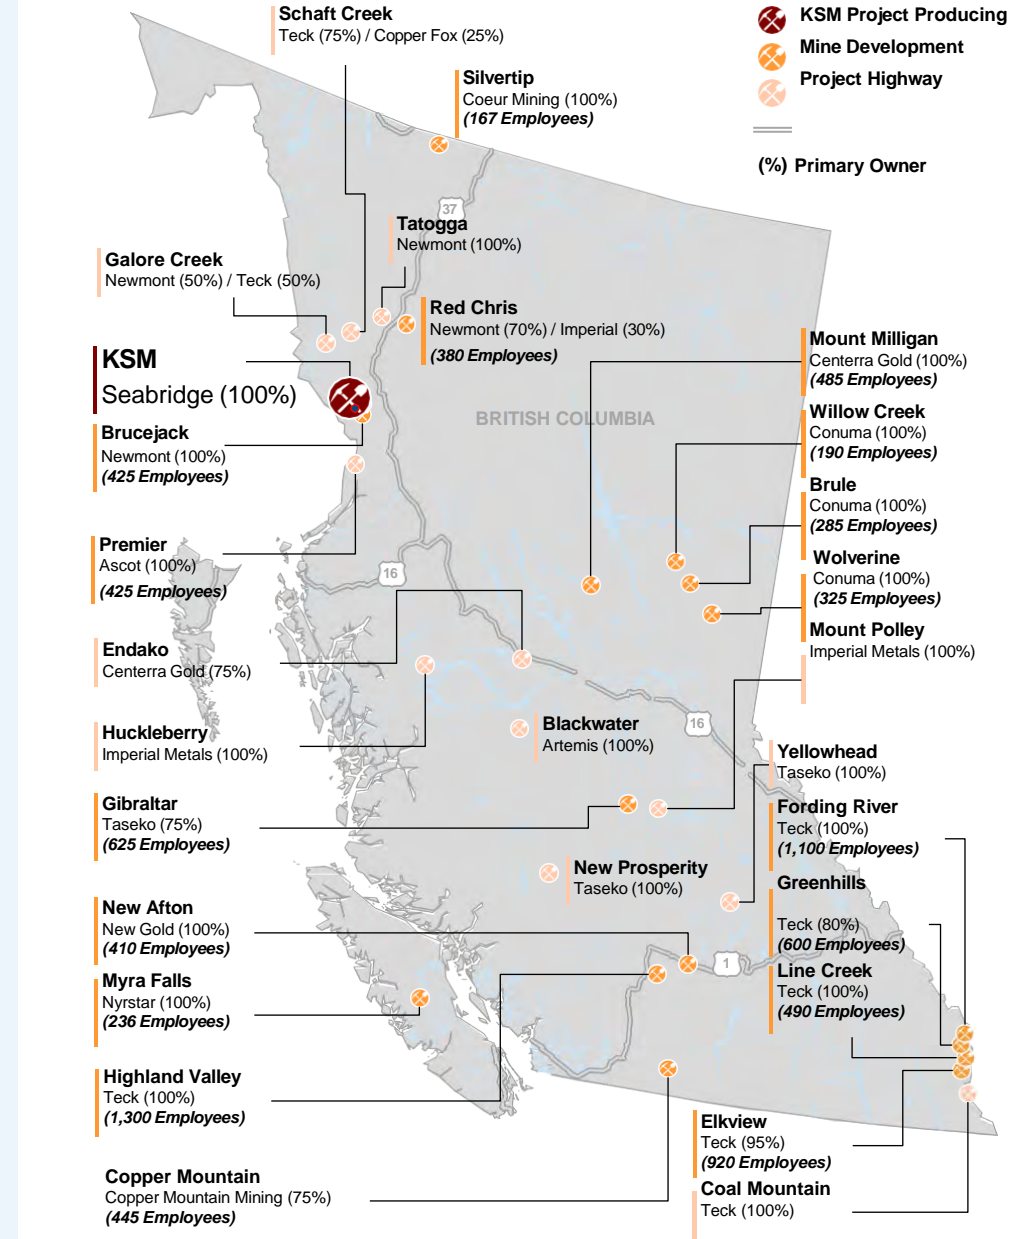 Schaft Creek
Teck (75%) / Copper Fox (25%)
KSM Project Producing
Mine Development
Project Highway
(%) Primary Owner
Silvertip
Coeur Mining (100%)
(167 Employees)
37
Tatogga
Newmont (100%)
Galore Creek
Newmont (50%) / Teck (50%)
Red Chris
Newmont (70%) / Imperial (30%)
(380 Employees)
KSM
Seabridge (100%)
BRITISH COLUMBIA
Mount Milligan
Centerra Gold (100%)
(485 Employees)
Willow Creek
Conuma (100%)
(190 Employees)
Brucejack
Newmont (100%)
(425 Employees)
Brule
Conuma (100%)
(285 Employees)
Premier
Ascot (100%)
(425 Employees)
16
Wolverine
Conuma (100%)
(325 Employees)
Mount Polley
Imperial Metals (100%)
Endako
Centerra Gold (75%)
Huckleberry
Imperial Metals (100%)
Blackwater
Artemis (100%)
16
Yellowhead
Taseko (100%)
Gibraltar
Taseko (75%)
(625 Employees)
Fording River
Teck (100%)
(1,100 Employees)
New Prosperity
Taseko (100%)
Greenhills
Teck (80%)
(600 Employees)
New Afton
New Gold (100%)
(410 Employees)
1
Line Creek
Teck (100%)
(490 Employees)
Myra Falls
Nyrstar (100%)
(236 Employees)
Highland Valley
Teck (100%)
(1,300 Employees)
Elkview
Teck (95%)
(920 Employees)
Copper Mountain
Copper Mountain Mining (75%)
(445 Employees)
Coal Mountain
Teck (100%)